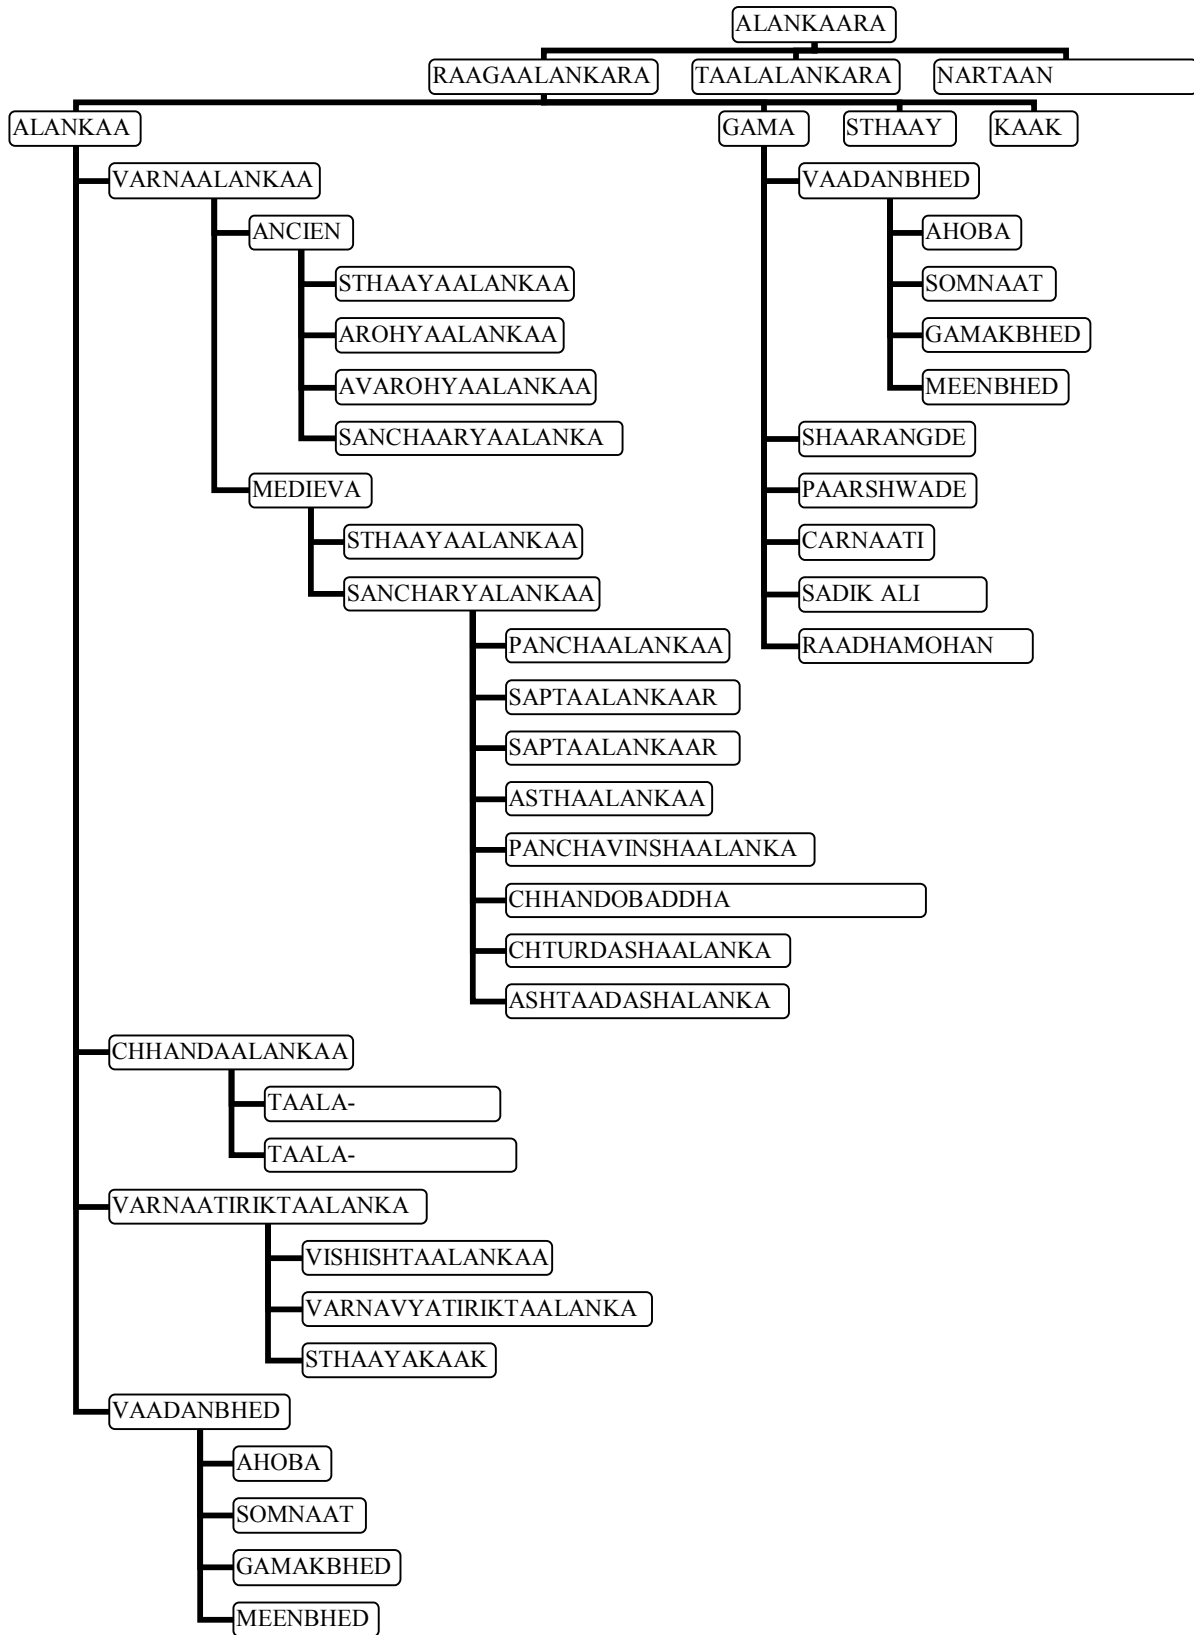 ALANKAARA
RAAGAALANKARA
TAALALANKARA
NARTAAN
ALANKAA
GAMA
STHAAY
KAAK
VARNAALANKAA
ANCIEN
STHAAYAALANKAA
AROHYAALANKAA
AVAROHYAALANKAA
SANCHAARYAALANKA
MEDIEVA
STHAAYAALANKAA
SANCHARYALANKAA
PANCHAALANKAA
SAPTAALANKAAR
SAPTAALANKAAR
ASTHAALANKAA
PANCHAVINSHAALANKA
CHHANDOBADDHA
CHTURDASHAALANKA
ASHTAADASHALANKA
CHHANDAALANKAA
TAALA-
TAALA-
VARNAATIRIKTAALANKA
VISHISHTAALANKAA
VARNAVYATIRIKTAALANKA
STHAAYAKAAK
VAADANBHED
AHOBA
SOMNAAT
GAMAKBHED
MEENBHED
VAADANBHED
AHOBA
SOMNAAT
GAMAKBHED
MEENBHED
SHAARANGDE
PAARSHWADE
CARNAATI
SADIK ALI
RAADHAMOHAN